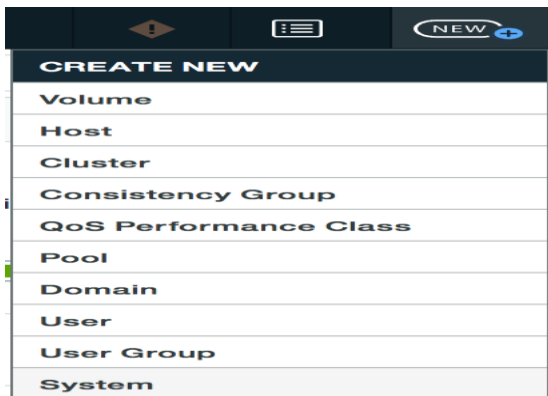 NEW
CREATE NEW
Volume
Host
Cluster
Consistency Group
QoS Performance Class
Pool
Domain
User
User Group
System